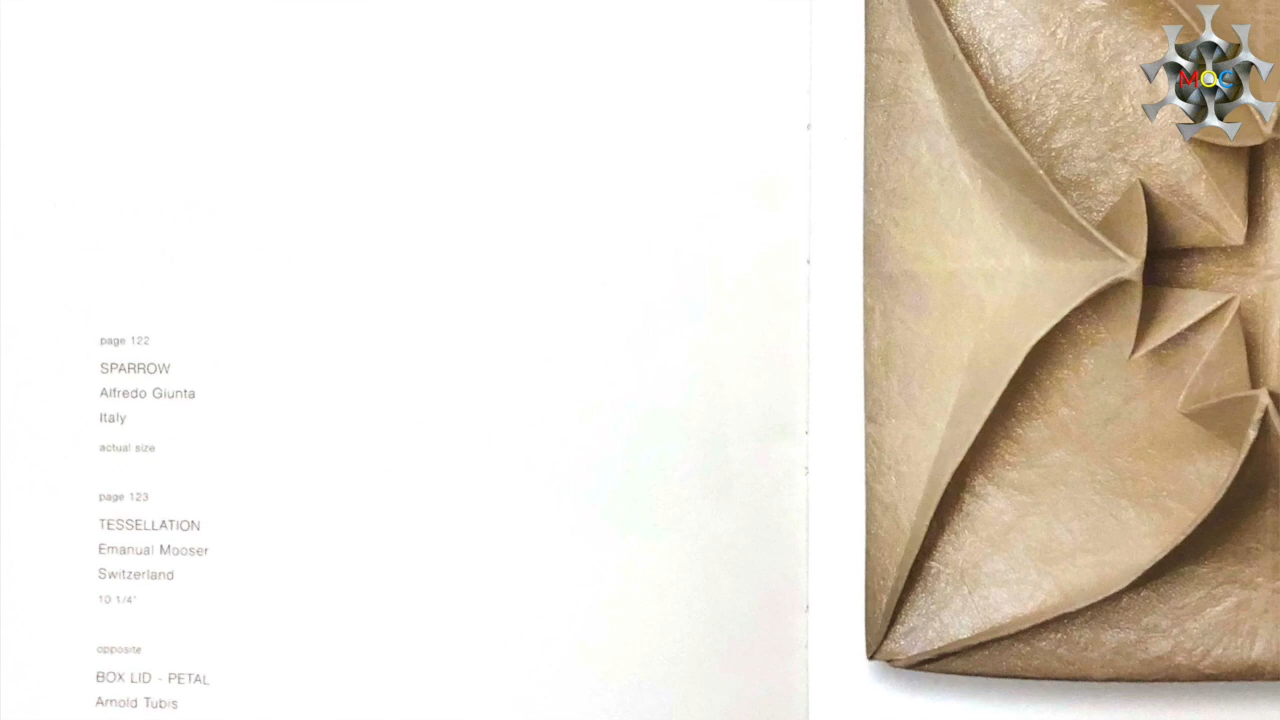 page 122
SPARROW
Alfredo Giunta
Italy
actual size
page 123
TESSELLATION
Emanual Mooser
Switzerland
10 1/4"
opposite
BOX LID - PETAL
Arnold Tubis
MOC